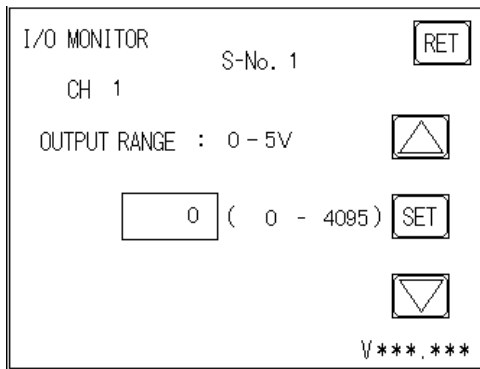 I/O MONITOR
S-No. 1
RET
CH 1
OUTPUT RANGE : 0-5V
0 ( 0 - 4095) SET
V***.***